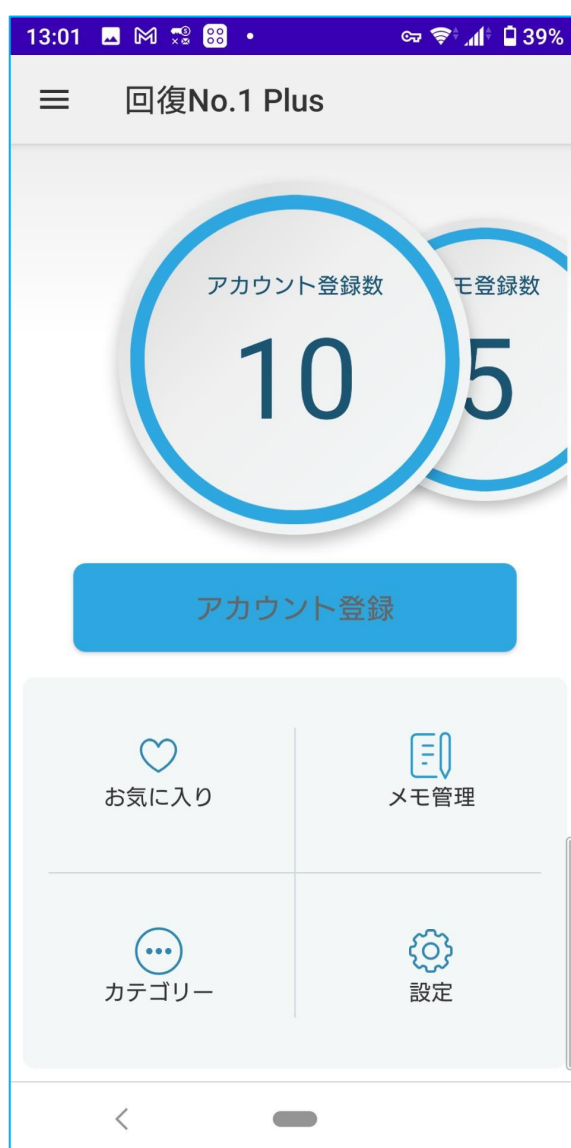 13:01 39%
回復No.1 Plus
アカウント登録数
10
モ登録数
5
アカウント登録
お気に入り
メモ管理
カテゴリー
設定